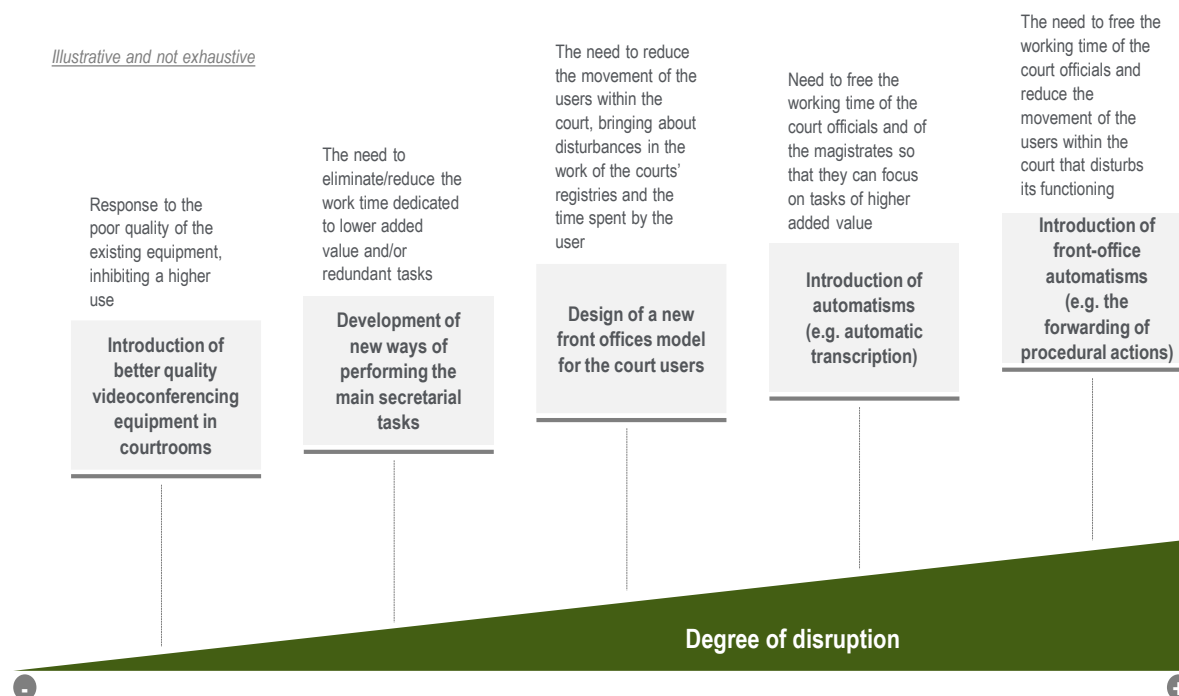 Illustrative and not exhaustive
Response to the
poor quality of the
existing equipment,
inhibiting a higher
use
Introduction of
better quality
videoconferencing
equipment in
courtrooms
The need to
eliminate/reduce the
work time dedicated
to lower added
value and/or
redundant tasks
Development of
new ways of
performing the
main secretarial
tasks
The need to reduce
the movement of the
users within the
court, bringing about
disturbances in the
work of the courts'
registries and the
time spent by the
user
Design of a new
front offices model
for the court users
Need to free the
working time of the
court officials and of
the magistrates so
that they can focus
on tasks of higher
added value
Introduction of
automatisms
(e.g. automatic
transcription)
The need to free the
working time of the
court officials and
reduce the
movement of the
users within the
court that disturbs
its functioning
Introduction of
front-office
automatisms
(e.g. the
forwarding of
procedural actions)
Degree of disruption
-
+